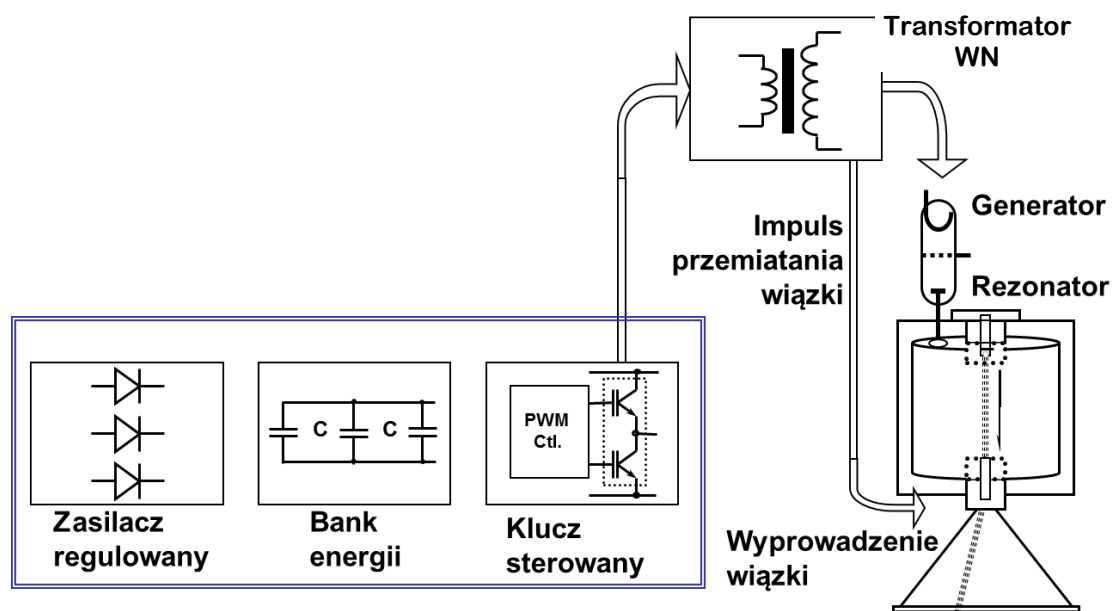 Transformator
WN
Generator
Impuls
przemiatania
wiązki
Rezonator
C
C
PWM
Ctl.
Zasilacz
regulowany
Bank
energii
Klucz
sterowany
Wyprowadzenie
wiązki